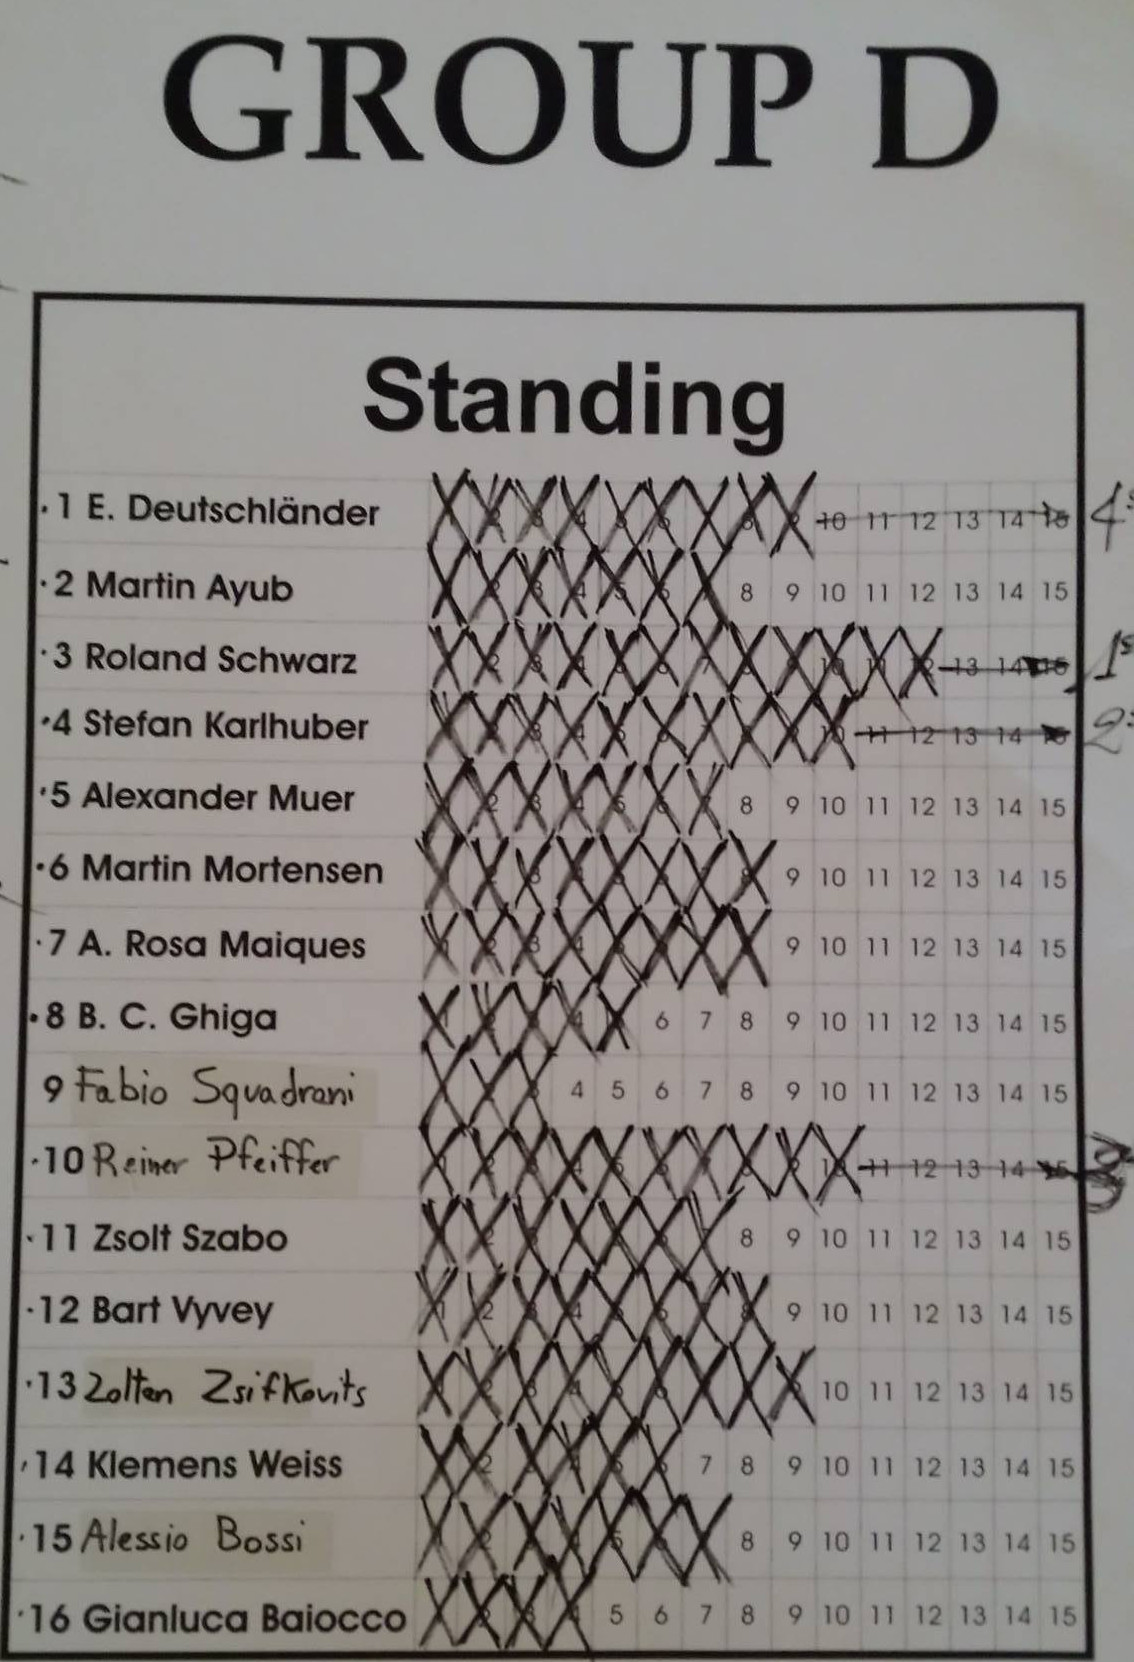 GROUP D
Standing
.1 E. Deutschländer 10 11 12 13 14 15 4
.2 Martin Ayub 8 9 10 11 12 13 14 15
.3 Roland Schwarz 13 14 15 1s
.4 Stefan Karlhuber 11 12 13 14 15 2
.5 Alexander Muer 8 9 10 11 12 13 14 15
.6 Martin Mortensen 9 10 11 12 13 14 15
.7 A. Rosa Maiques 9 10 11 12 13 14 15
.8 B. C. Ghiga 6 7 8 9 10 11 12 13 14 15
9 Fabio Squadrani 4 5 6 7 8 9 10 11 12 13 14 15
.10 Reiner Pfeiffer 11 12 13 14 15
.11 Zsolt Szabo 8 9 10 11 12 13 14 15
.12 Bart Vyvey 9 10 11 12 13 14 15
.13 Zolten Zsifkovits 10 11 12 13 14 15
.14 Klemens Weiss 7 8 9 10 11 12 13 14 15
.15 Alessio Bossi 8 9 10 11 12 13 14 15
.16 Gianluca Baiocco 5 6 7 8 9 10 11 12 13 14 15